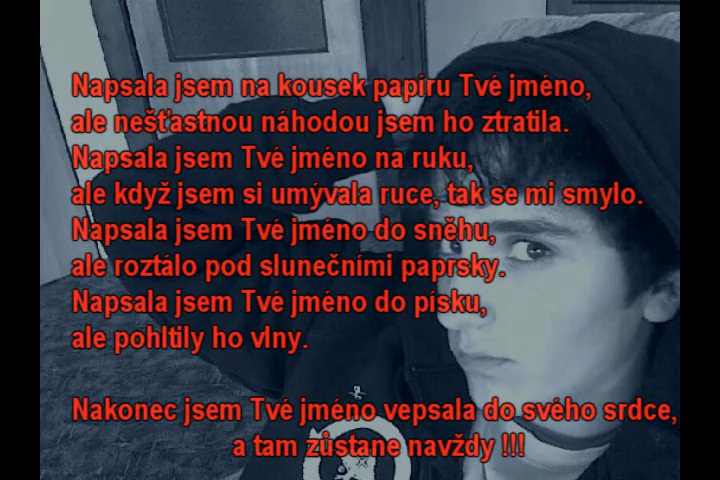 Napsala jsem na kousek papíru Tvé jméno,
ale nešťastnou náhodou jsem ho ztratila.
Napsala jsem Tvé jméno na ruku,
ale když jsem si umývala ruce, tak se mi smylo.
Napsala jsem Tvé jméno do sněhu,
ale roztálo pod slunečními paprsky.
Napsala jsem Tvé jméno do písku,
ale pohltily ho vlny.
Nakonec jsem Tvé jméno vepsala do svého srdce,
a tam zůstane navždy !!!